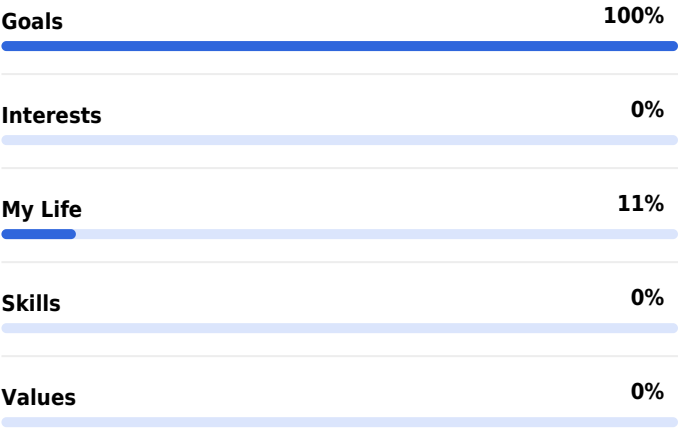 Goals 100%
Interests 0%
My Life 11%
Skills 0%
Values 0%